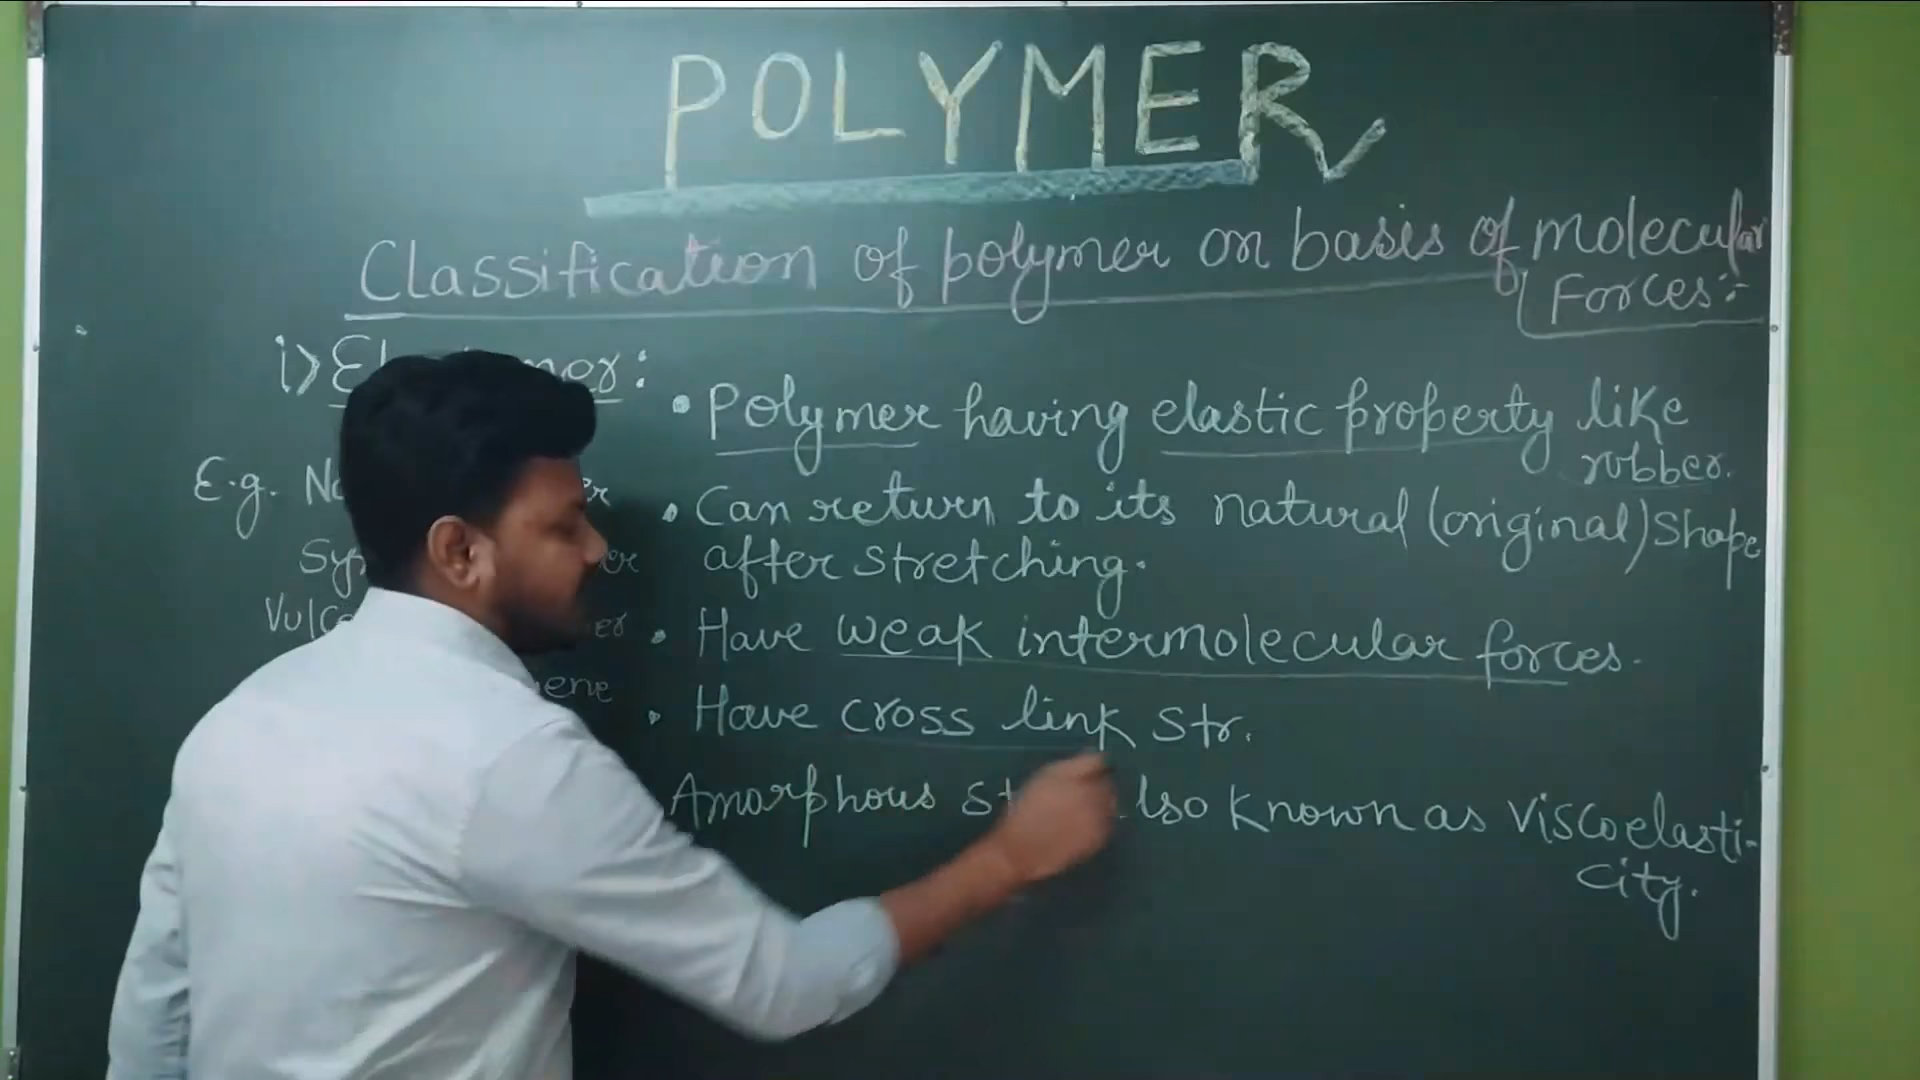 POLYMER
Classification of polymer on basis of molecular
Forces:-
i>
• Polymer having elastic property like
rubber.
E.g.
• Can return to its natural (original) Shape
after stretching.
• Have weak intermolecular forces.
• Have cross link Str.
Amorphous known as Viscoelasti-
city.